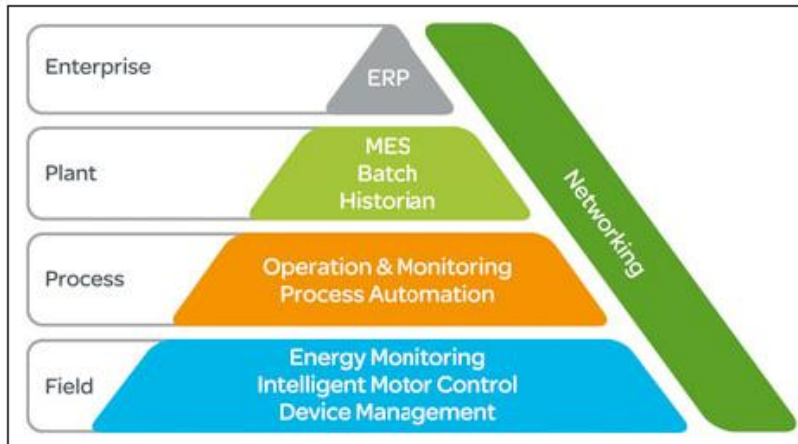 Enterprise
ERP
Plant
MES
Batch
Historian
Process
Operation & Monitoring
Process Automation
Field
Energy Monitoring
Intelligent Motor Control
Device Management
Networking